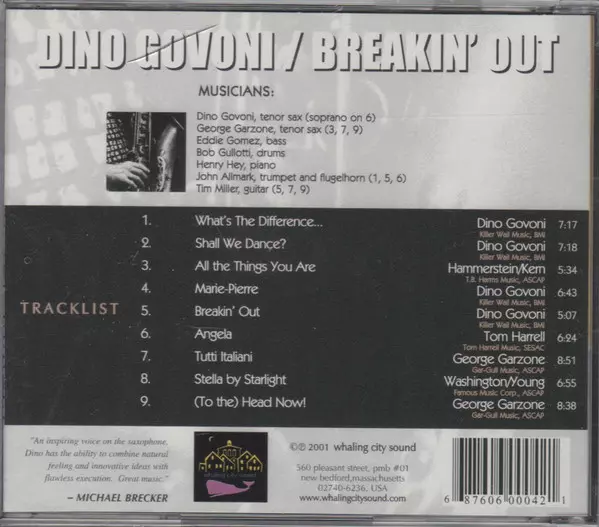 DINO GOVONI / BREAKIN' OUT
MUSICIANS:
Dino Govoni, tenor sax (soprano on 6)
George Garzone, tenor sax (3, 7, 9)
Eddie Gomez, bass
Bob Gullotti, drums
Henry Hey, piano
John Allmark, trumpet and flugelhorn (1, 5, 6)
Tim Miller, guitar (5, 7, 9)
TRACKLIST
1. What's The Difference... Dino Govoni 7:17
Killer Wail Music, BMI
2. Shall We Dance? Dino Govoni 7:18
Killer Wail Music, BMI
3. All the Things You Are Hammerstein/Kern 5:34
T.B. Harms Music, ASCAP
4. Marie-Pierre Dino Govoni 6:43
Killer Wail Music, BMI
5. Breakin' Out Dino Govoni 5:07
Killer Wail Music, BMI
6. Angela Tom Harrell 6:24
Tom Harrell Music, SESAC
7. Tutti Italiani George Garzone 8:51
Gar-Gull Music, ASCAP
8. Stella by Starlight Washington/Young 6:55
Famous Music Corp., ASCAP
9. (To the) Head Now! George Garzone 8:38
Gar-Gull Music, ASCAP
"An inspiring voice on the saxophone,
Dino has the ability to combine natural
feeling and innovative ideas with
flawless execution. Great music."
– MICHAEL BRECKER
whaling city sound
©℗ 2001 whaling city sound
560 pleasant street, pmb #01
new bedford, massachusetts
02740-6236, USA
www.whalingcitysound.com
6 87606 00042 1